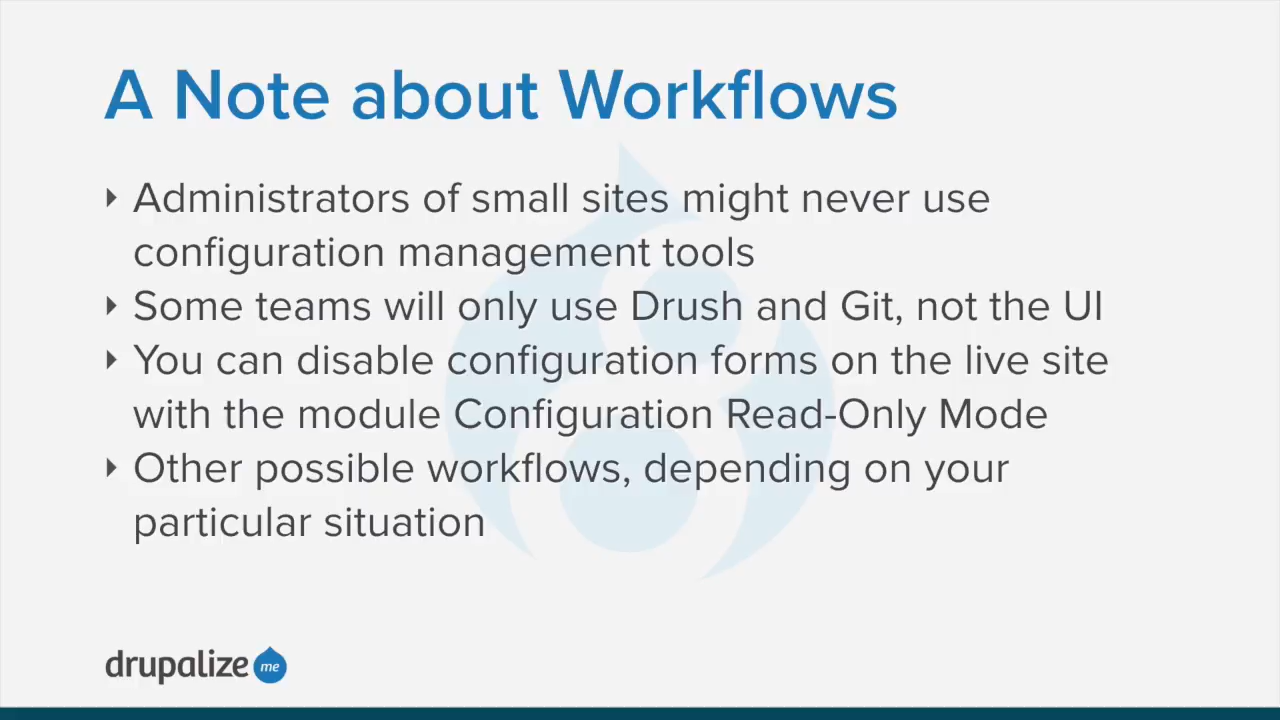 A Note about Workflows
Administrators of small sites might never use
configuration management tools
Some teams will only use Drush and Git, not the UI
You can disable configuration forms on the live site
with the module Configuration Read-Only Mode
Other possible workflows, depending on your
particular situation
drupalize me